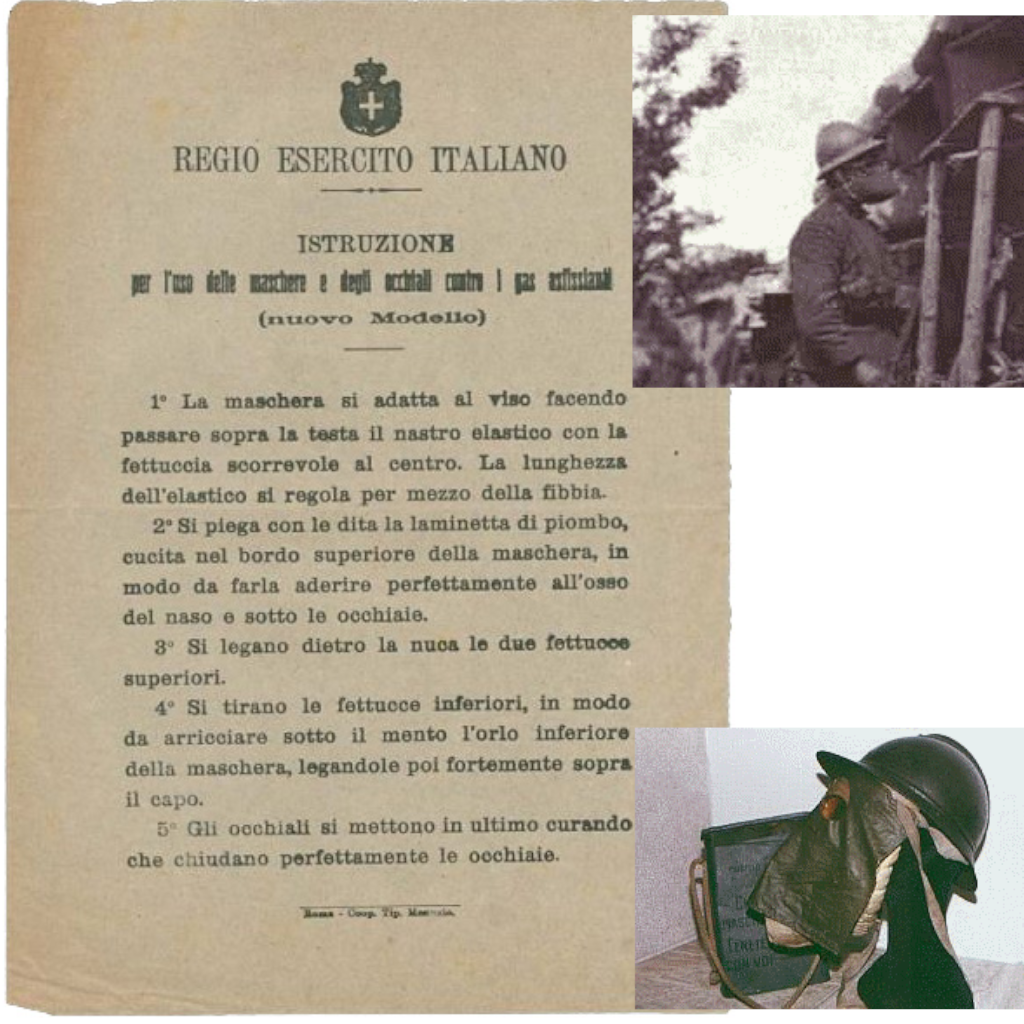 REGIO ESERCITO ITALIANO
ISTRUZIONE
per l'uso delle maschere e degli occhiali contro i gas asfissianti
(nuovo Modello)
1° La maschera si adatta al viso facendo
passare sopra la testa il nastro elastico con la
fettuccia scorrevole al centro. La lunghezza
dell'elastico si regola per mezzo della fibbia.
2° Si piega con le dita la laminetta di piombo,
cucita nel bordo superiore della maschera, in
modo da farla aderire perfettamente all'osso
del naso e sotto le occhiaie.
3° Si legano dietro la nuca le due fettucce
superiori.
4° Si tirano le fettucce inferiori, in modo
da arricciare sotto il mento l'orlo inferiore
della maschera, legandole poi fortemente sopra
il capo.
5° Gli occhiali si mettono in ultimo curando
che chiudano perfettamente le occhiaie.
Roma - Coop. Tip.
TENETE
CON VOI